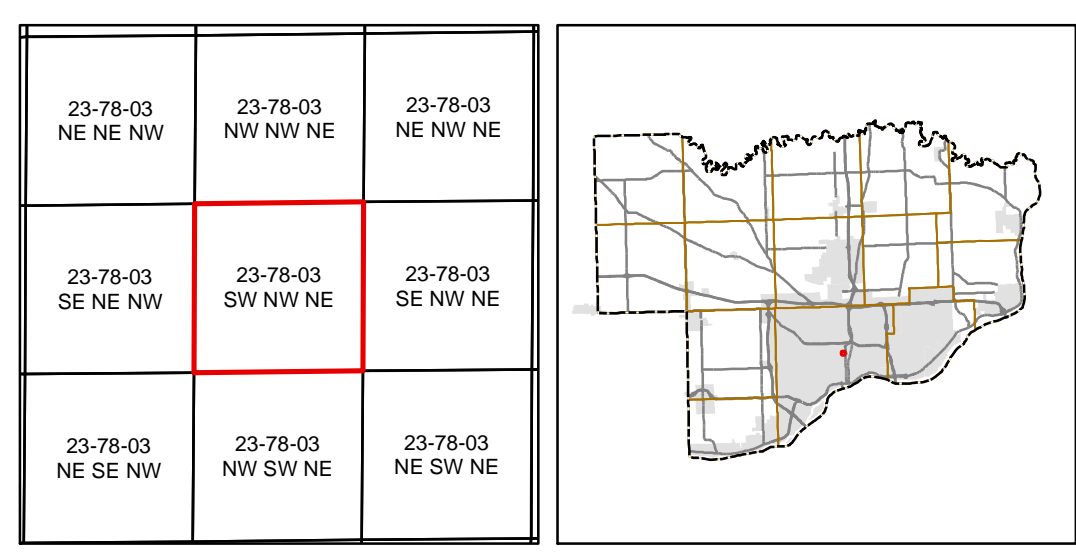 23-78-03
NE NE NW
23-78-03
NW NW NE
23-78-03
NE NW NE
23-78-03
SE NE NW
23-78-03
SW NW NE
23-78-03
SE NW NE
23-78-03
NE SE NW
23-78-03
NW SW NE
23-78-03
NE SW NE